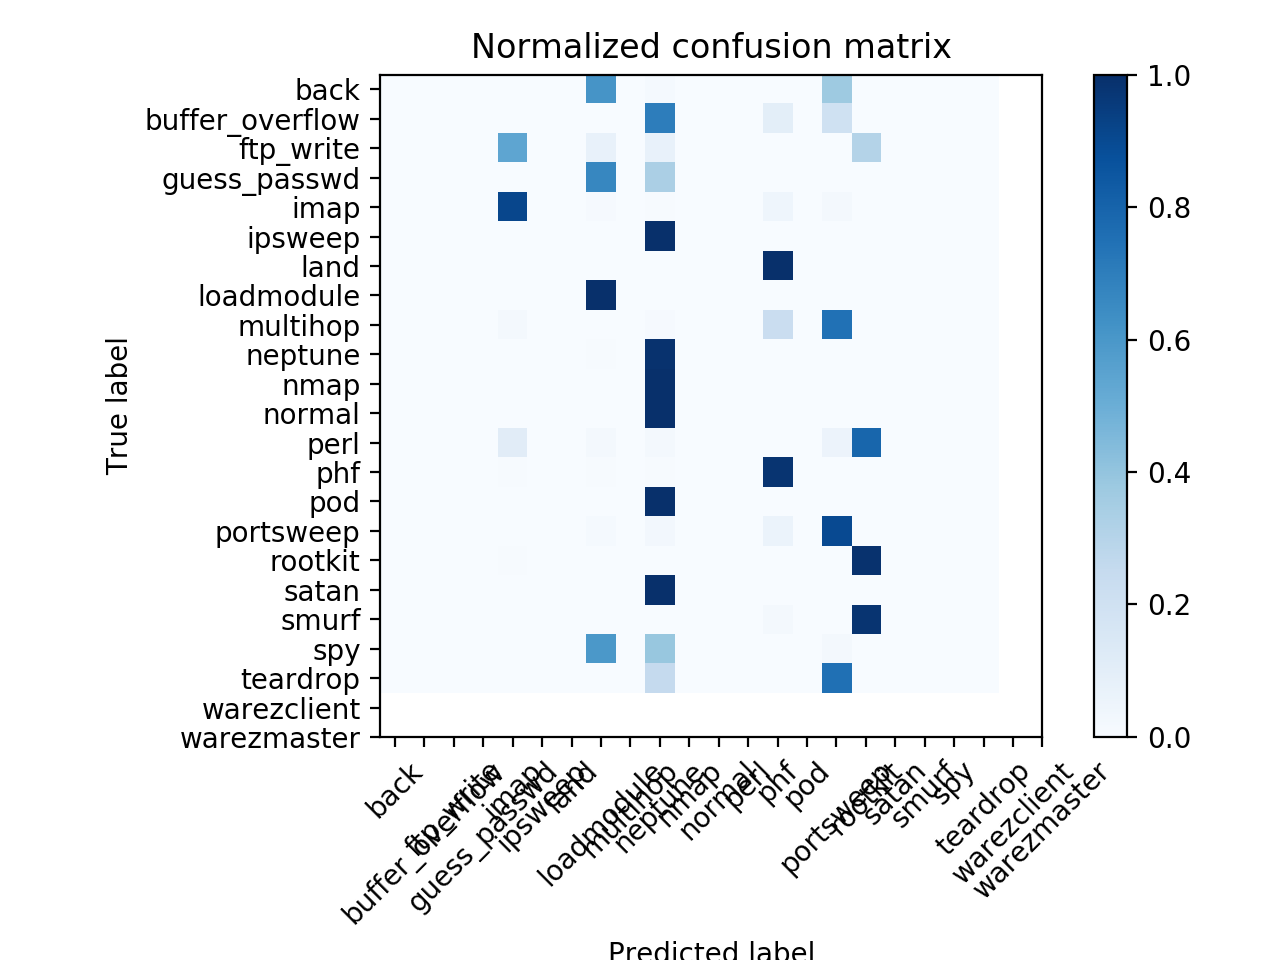 Normalized confusion matrix
True label
back
buffer_overflow
ftp_write
guess_passwd
imap
ipsweep
land
loadmodule
multihop
neptune
nmap
normal
perl
phf
pod
portsweep
rootkit
satan
smurf
spy
teardrop
warezclient
warezmaster
back
buffer_overflow
ftp_write
guess_passwd
imap
ipsweep
land
loadmodule
multihop
neptune
nmap
normal
perl
phf
pod
portsweep
rootkit
satan
smurf
spy
teardrop
warezclient
warezmaster
Predicted label
1.0
0.8
0.6
0.4
0.2
0.0